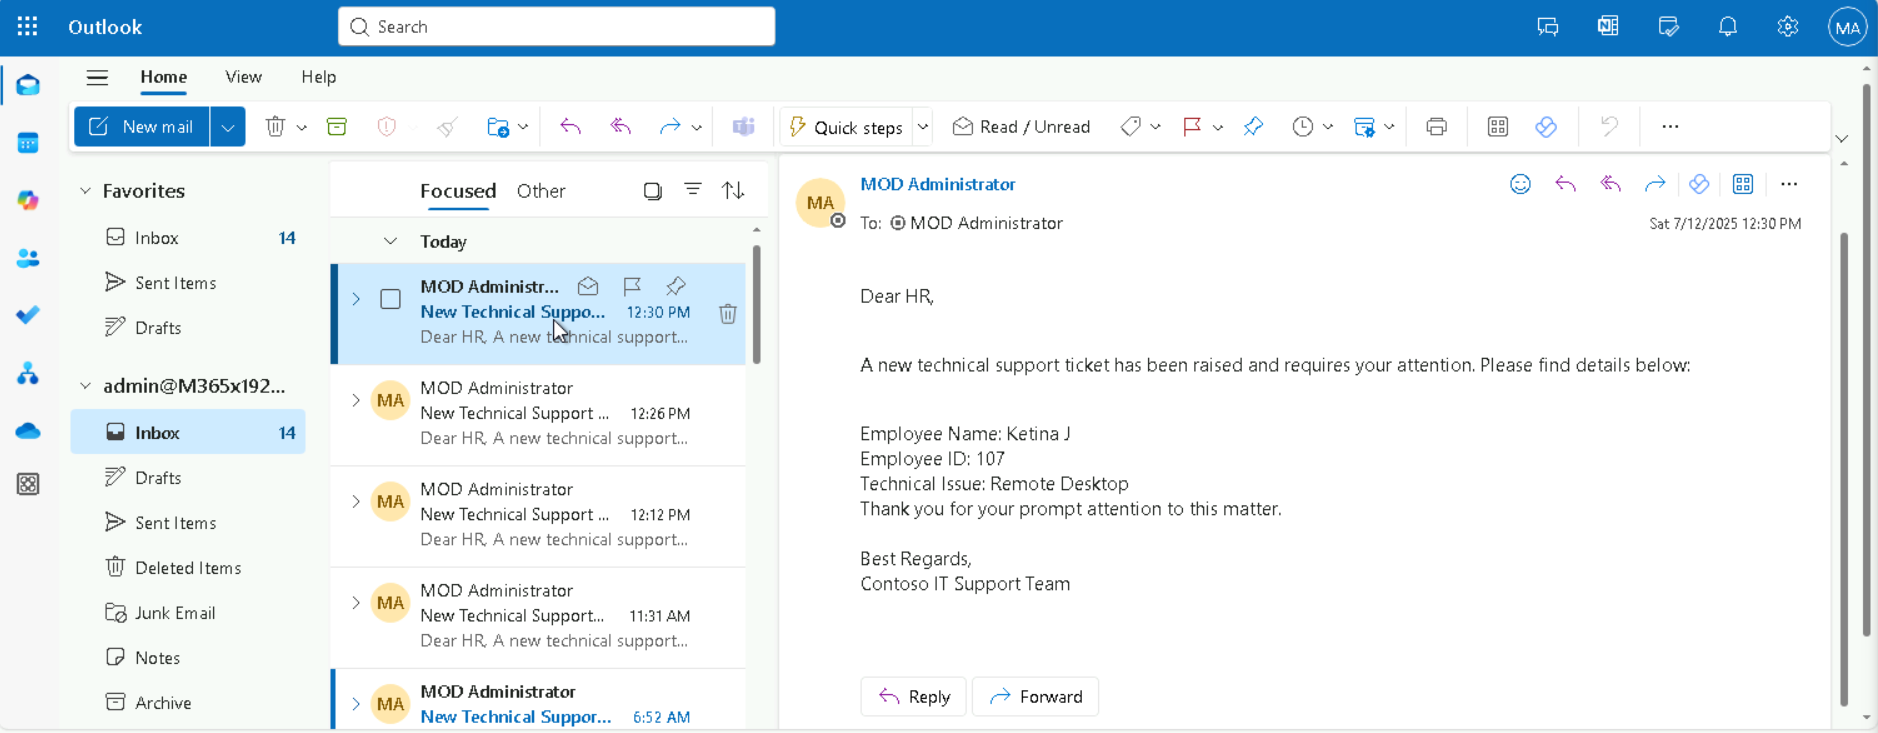 Outlook
Search
MA
Home
View
Help
New mail
Quick steps
Read / Unread
Favorites
Inbox 14
Sent Items
Drafts
admin@M365x192...
Inbox 14
Drafts
Sent Items
Deleted Items
Junk Email
Notes
Archive
Focused
Other
Today
MOD Administr...
New Technical Suppo... 12:30 PM
Dear HR, A new technical support...
MA
MOD Administrator
New Technical Support ... 12:26 PM
Dear HR, A new technical support...
MA
MOD Administrator
New Technical Support ... 12:12 PM
Dear HR, A new technical support...
MA
MOD Administrator
New Technical Support... 11:31 AM
Dear HR, A new technical support...
MA
MOD Administrator
New Technical Suppor... 6:52 AM
MA
MOD Administrator
To: MOD Administrator
Sat 7/12/2025 12:30 PM
Dear HR,
A new technical support ticket has been raised and requires your attention. Please find details below:
Employee Name: Ketina J
Employee ID: 107
Technical Issue: Remote Desktop
Thank you for your prompt attention to this matter.
Best Regards,
Contoso IT Support Team
Reply
Forward